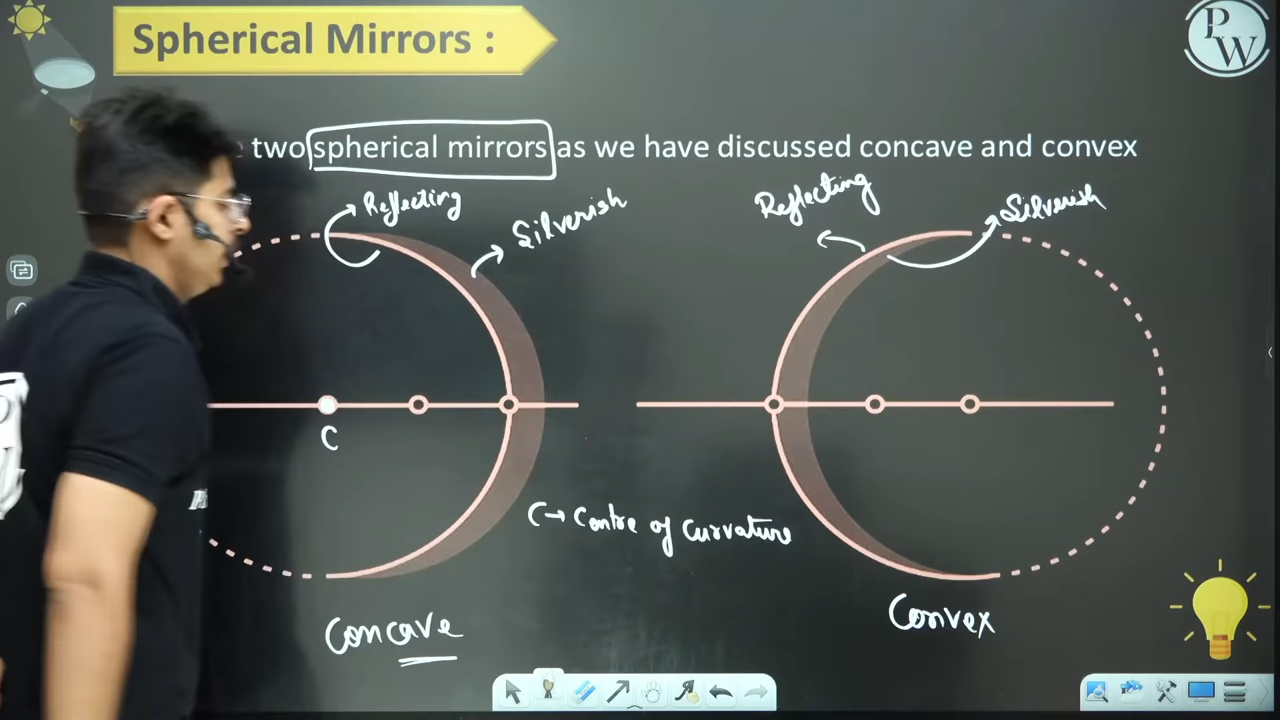 Spherical Mirrors :
P
W
two spherical mirrors as we have discussed concave and convex
Reflecting
Silverish
Reflecting
Silverish
C
C→ Centre of Curvature
Concave
Convex